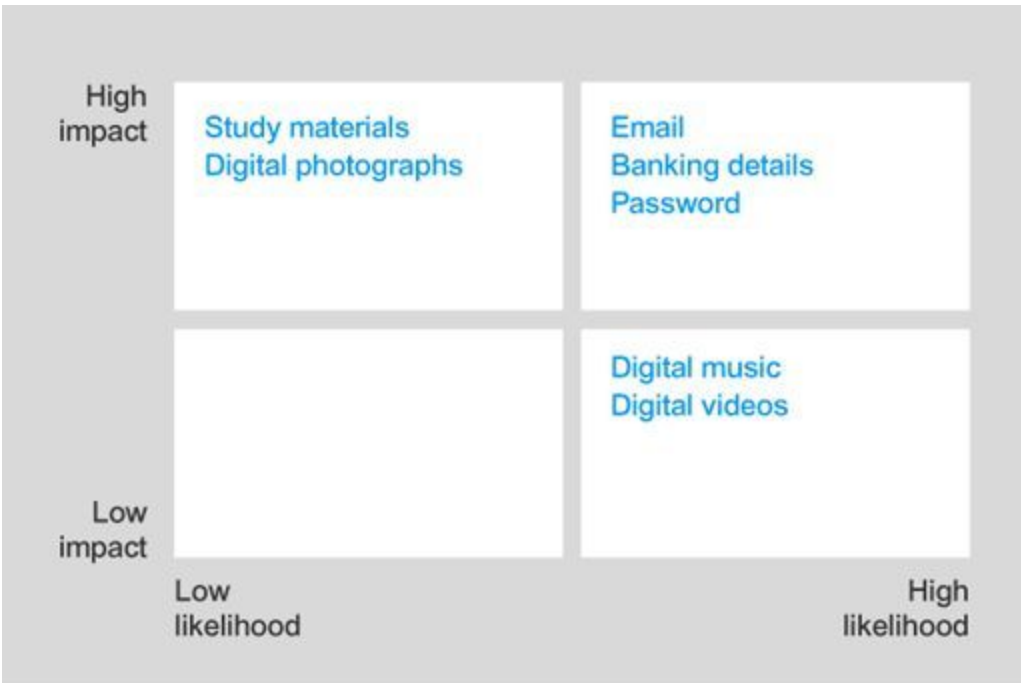 High
impact
Study materials
Digital photographs
Email
Banking details
Password
Digital music
Digital videos
Low
impact
Low
likelihood
High
likelihood